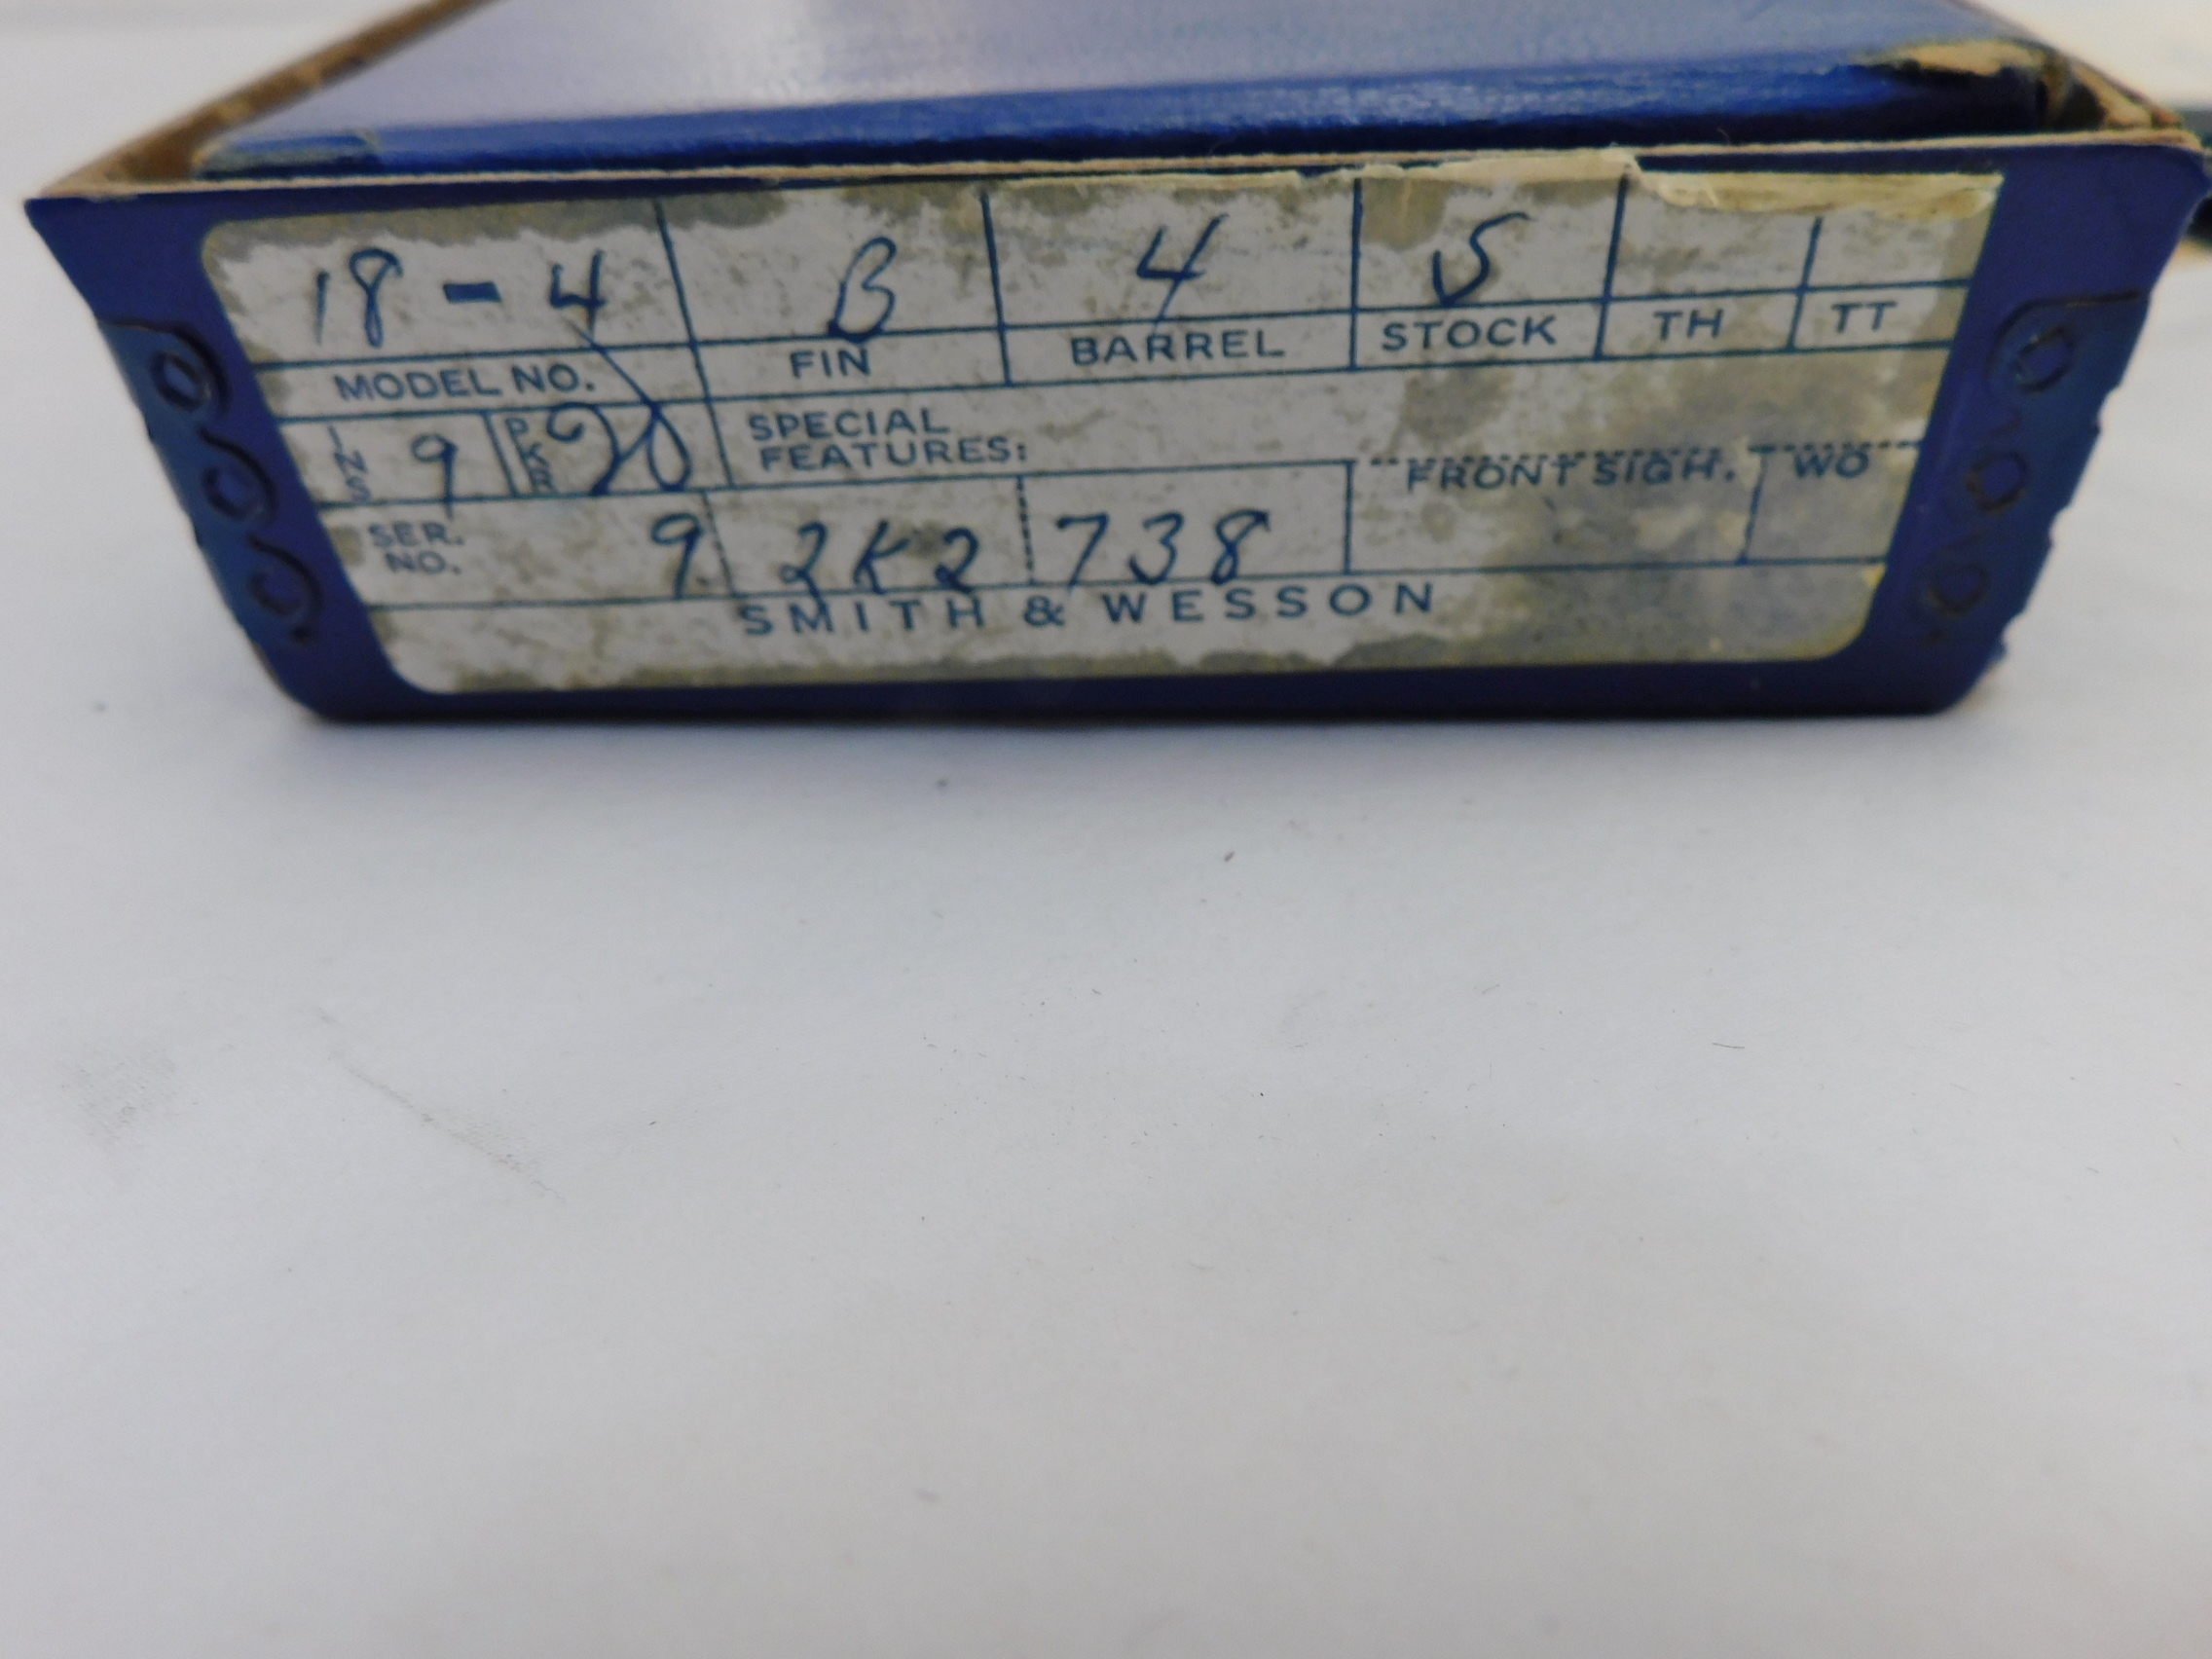 18-4 B 4 S
MODEL NO. FIN BARREL STOCK TH TT
INS 9 PKR 20 SPECIAL
FEATURES:
FRONT SIGH. WO
SER.
NO. 9 2K2 738
SMITH & WESSON